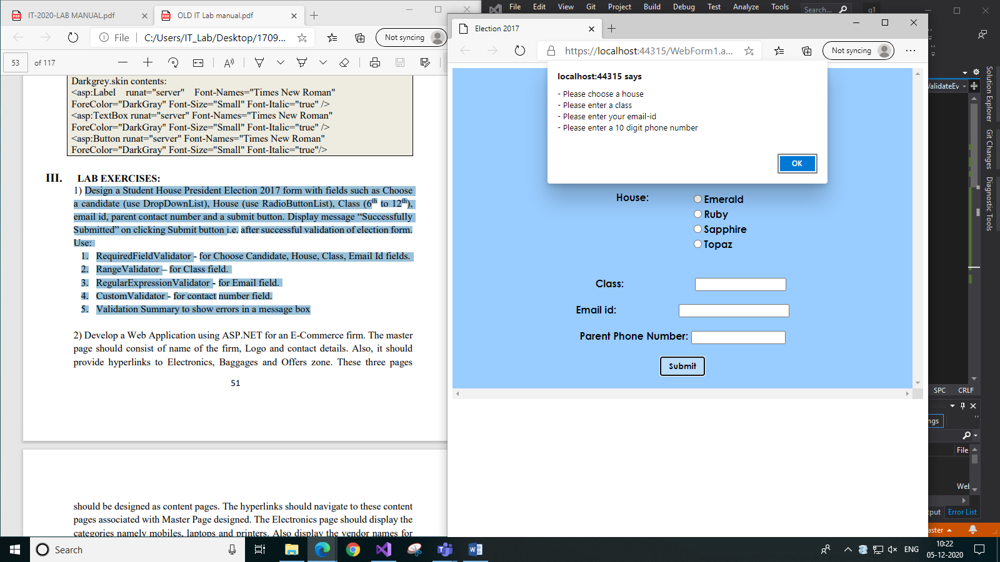 IT-2020-LAB MANUAL.pdf
OLD IT Lab manual.pdf
File
C:/Users/IT_Lab/Desktop/1709...
Not syncing
53
of 117
Darkgrey.skin contents:
<asp:Label runat="server" Font-Names="Times New Roman"
ForeColor="DarkGray" Font-Size="Small" Font-Italic="true" />
<asp:TextBox runat="server" Font-Names="Times New Roman"
ForeColor="DarkGray" Font-Size="Small" Font-Italic="true" />
<asp:Button runat="server" Font-Names="Times New Roman"
ForeColor="DarkGray" Font-Size="Small" Font-Italic="true"/>
III. LAB EXERCISES:
1) Design a Student House President Election 2017 form with fields such as Choose
a candidate (use DropDownList), House (use RadioButtonList), Class (6th to 12th),
email id, parent contact number and a submit button. Display message “Successfully
Submitted” on clicking Submit button i.e. after successful validation of election form.
Use:
1. RequiredFieldValidator - for Choose Candidate, House, Class, Email Id fields.
2. RangeValidator – for Class field.
3. RegularExpressionValidator - for Email field.
4. CustomValidator - for contact number field.
5. Validation Summary to show errors in a message box
2) Develop a Web Application using ASP.NET for an E-Commerce firm. The master
page should consist of name of the firm, Logo and contact details. Also, it should
provide hyperlinks to Electronics, Baggages and Offers zone. These three pages
51
should be designed as content pages. The hyperlinks should navigate to these content
pages associated with Master Page designed. The Electronics page should display the
categories namely mobiles, laptops and printers. Also display the vendor names for
File Edit View Git Project Build Debug Test Analyze Tools Search... q1
Election 2017
https://localhost:44315/WebForm1.a...
Not syncing
localhost:44315 says
- Please choose a house
- Please enter a class
- Please enter your email-id
- Please enter a 10 digit phone number
OK
House:
Emerald
Ruby
Sapphire
Topaz
Class:
Email id:
Parent Phone Number:
Submit
ValidateEv
Solution Explorer
Git Changes
Diagnostic Tools
SPC CRLF
ngs
File
Web
tput Error List
aster
Search
ENG
10:22
05-12-2020